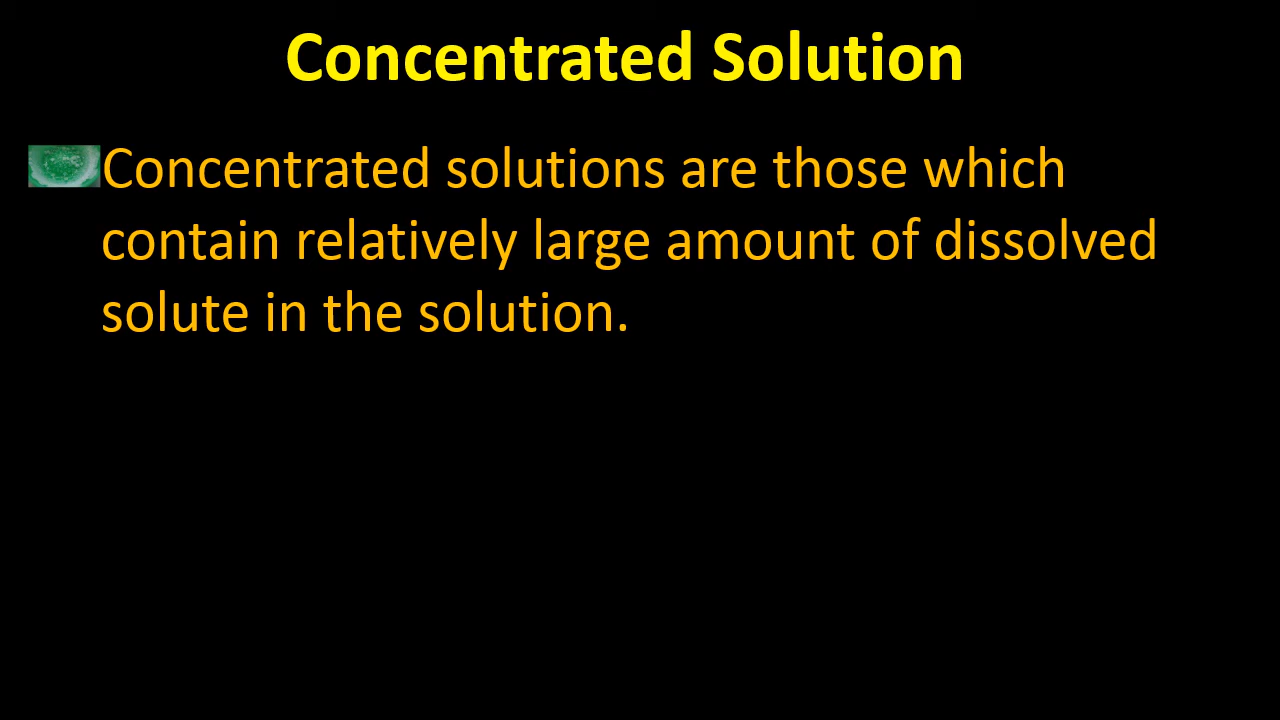 Concentrated Solution
Concentrated solutions are those which
contain relatively large amount of dissolved
solute in the solution.